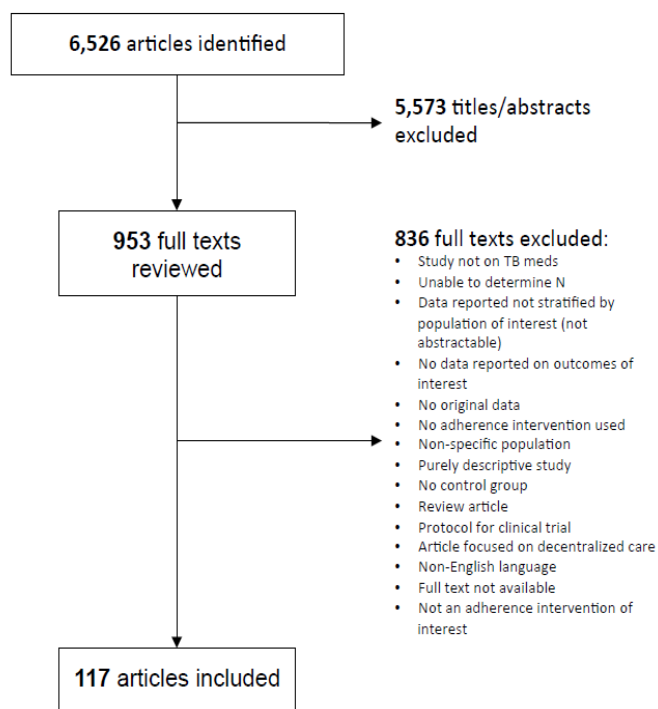 6,526 articles identified
5,573 titles/abstracts
excluded
953 full texts
reviewed
836 full texts excluded:
• Study not on TB meds
• Unable to determine N
• Data reported not stratified by
population of interest (not
abstractable)
• No data reported on outcomes of
interest
• No original data
• No adherence intervention used
• Non-specific population
• Purely descriptive study
• No control group
• Review article
• Protocol for clinical trial
• Article focused on decentralized care
• Non-English language
• Full text not available
• Not an adherence intervention of
interest
117 articles included